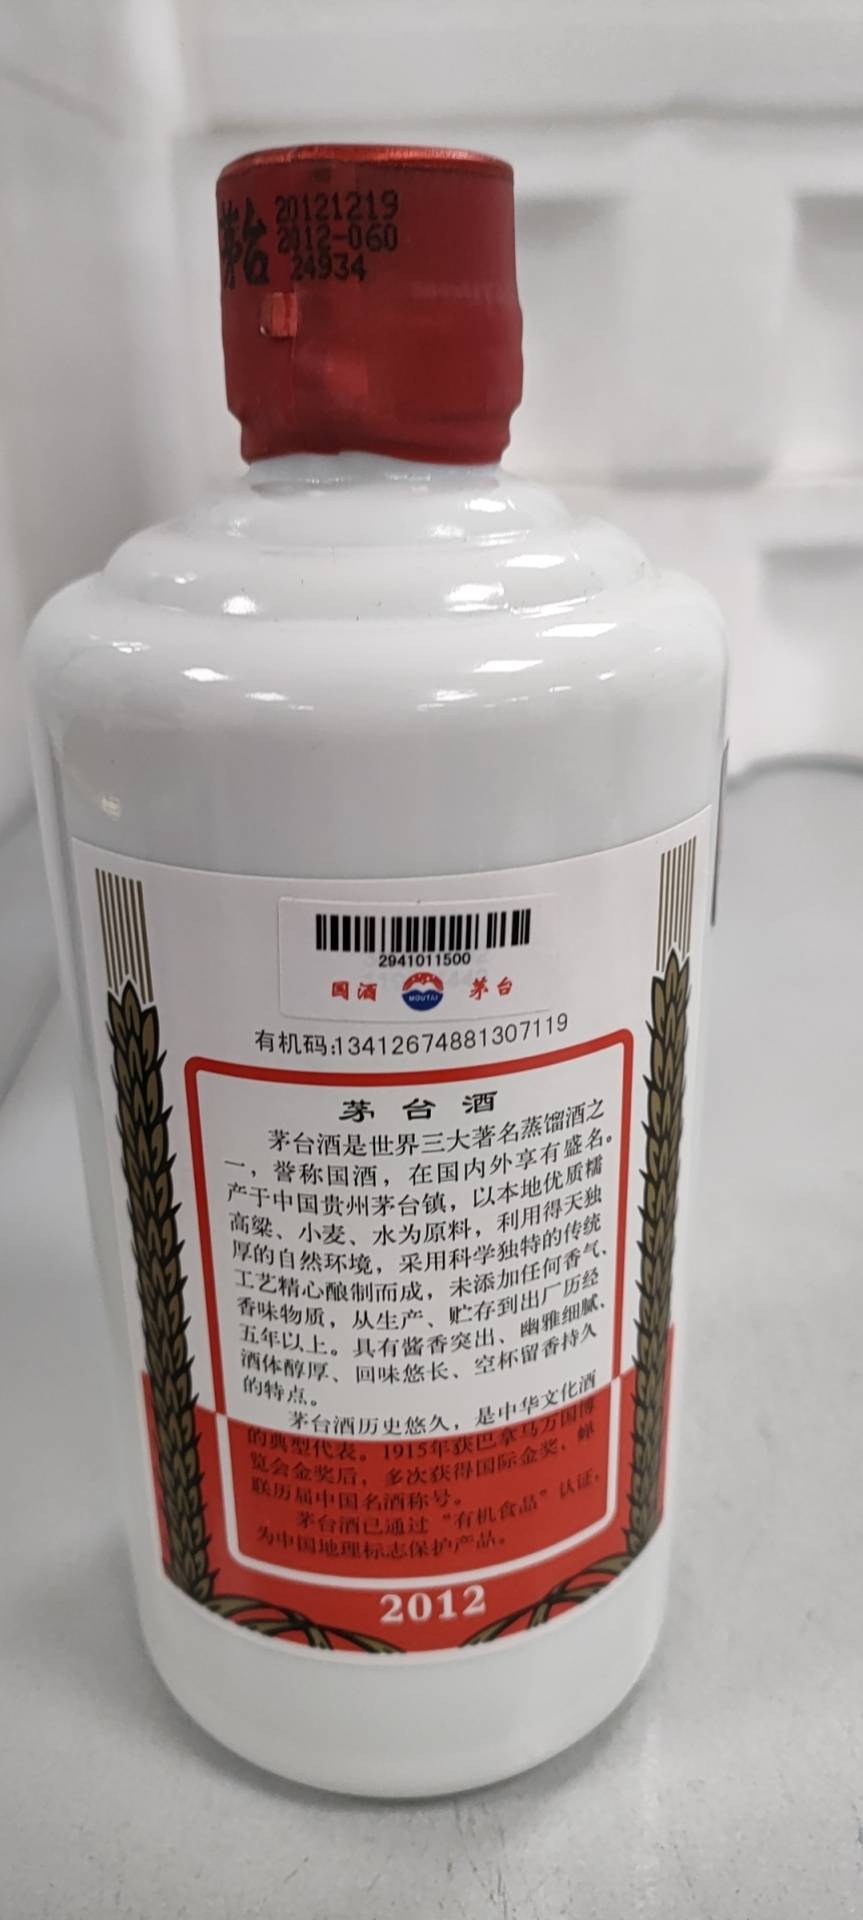 茅台
20121219
2012-060
24934
2941011500
国酒 MOUTAI 茅台
有机码:13412674881307119
茅台酒
茅台酒是世界三大著名蒸馏酒之
一，誉称国酒，在国内外享有盛名。
产于中国贵州茅台镇，以本地优质糯
高粱、小麦、水为原料，利用得天独
厚的自然环境，采用科学独特的传统
工艺精心酿制而成，未添加任何香气、
香味物质，从生产、贮存到出厂历经
五年以上。具有酱香突出、幽雅细腻、
酒体醇厚、回味悠长、空杯留香持久
的特点。
茅台酒历史悠久，是中华文化酒
的典型代表。1915年获巴拿马万国博
览会金奖后，多次获得国际金奖，蝉
联历届中国名酒称号。
茅台酒已通过“有机食品”认证，
为中国地理标志保护产品。
2012